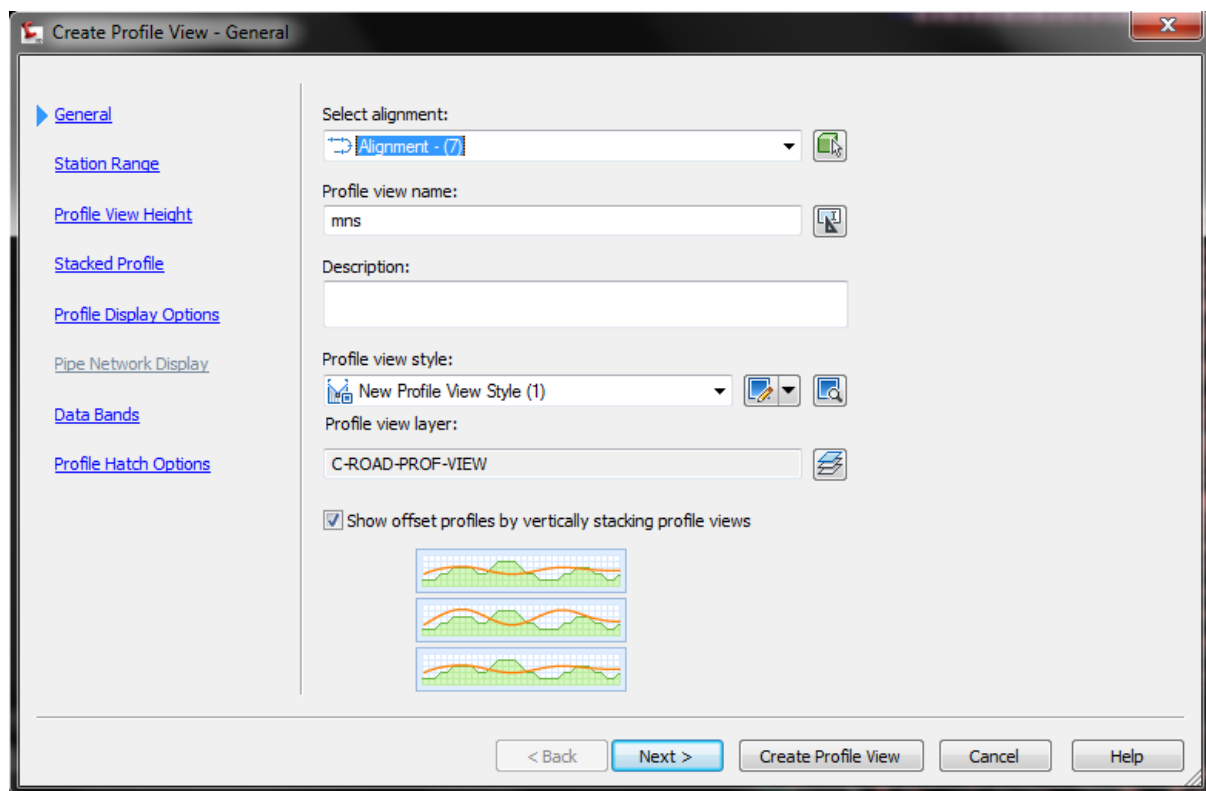 Create Profile View - General
General
Station Range
Profile View Height
Stacked Profile
Profile Display Options
Pipe Network Display
Data Bands
Profile Hatch Options
Select alignment:
Alignment - (7)
Profile view name:
mns
Description:
Profile view style:
New Profile View Style (1)
Profile view layer:
C-ROAD-PROF-VIEW
Show offset profiles by vertically stacking profile views
< Back Next > Create Profile View Cancel Help